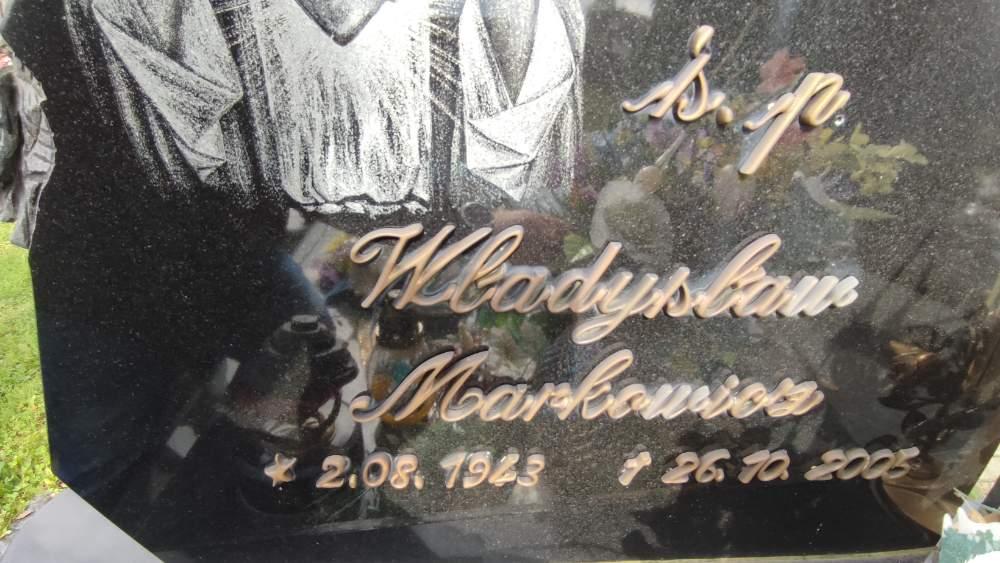 ś. p.
Władysław
Markowicz
★ 2.08.1943 † 26.10.2005